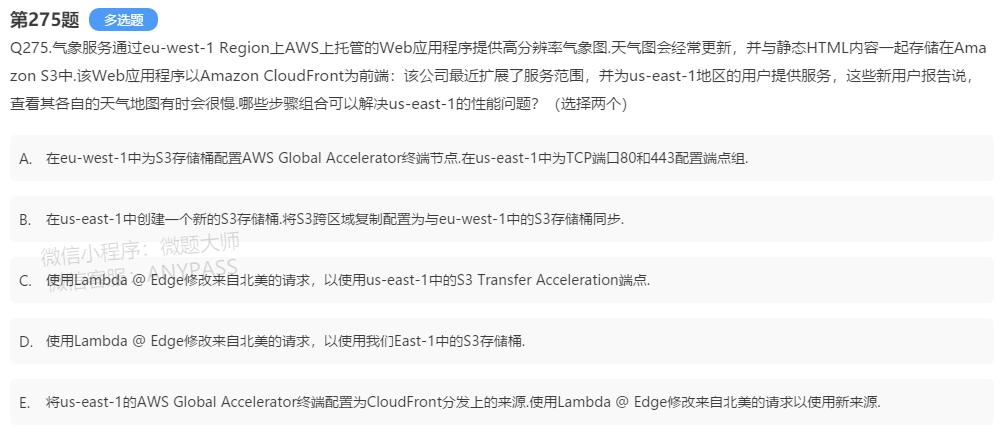 第275题 多选题
Q275.气象服务通过eu-west-1 Region上AWS上托管的Web应用程序提供高分辨率气象图.天气图会经常更新，并与静态HTML内容一起存储在Ama
zon S3中.该Web应用程序以Amazon CloudFront为前端：该公司最近扩展了服务范围，并为us-east-1地区的用户提供服务，这些新用户报告说，
查看其各自的天气地图有时会很慢.哪些步骤组合可以解决us-east-1的性能问题？（选择两个）
A. 在eu-west-1中为S3存储桶配置AWS Global Accelerator终端节点.在us-east-1中为TCP端口80和443配置端点组.
B. 在us-east-1中创建一个新的S3存储桶.将S3跨区域复制配置为与eu-west-1中的S3存储桶同步.
微信小程序：微题大师
微信客服：ANYPASS
C. 使用Lambda @ Edge修改来自北美的请求，以使用us-east-1中的S3 Transfer Acceleration端点.
D. 使用Lambda @ Edge修改来自北美的请求，以使用我们East-1中的S3存储桶.
E. 将us-east-1的AWS Global Accelerator终端配置为CloudFront分发上的来源.使用Lambda @ Edge修改来自北美的请求以使用新来源.